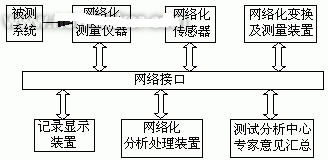 被测
系统
网络化
测量仪器
网络化
传感器
网络化变换
及测量装置
网络接口
记录显示
装置
网络化
分析处理装置
测试分析中心
专家意见汇总